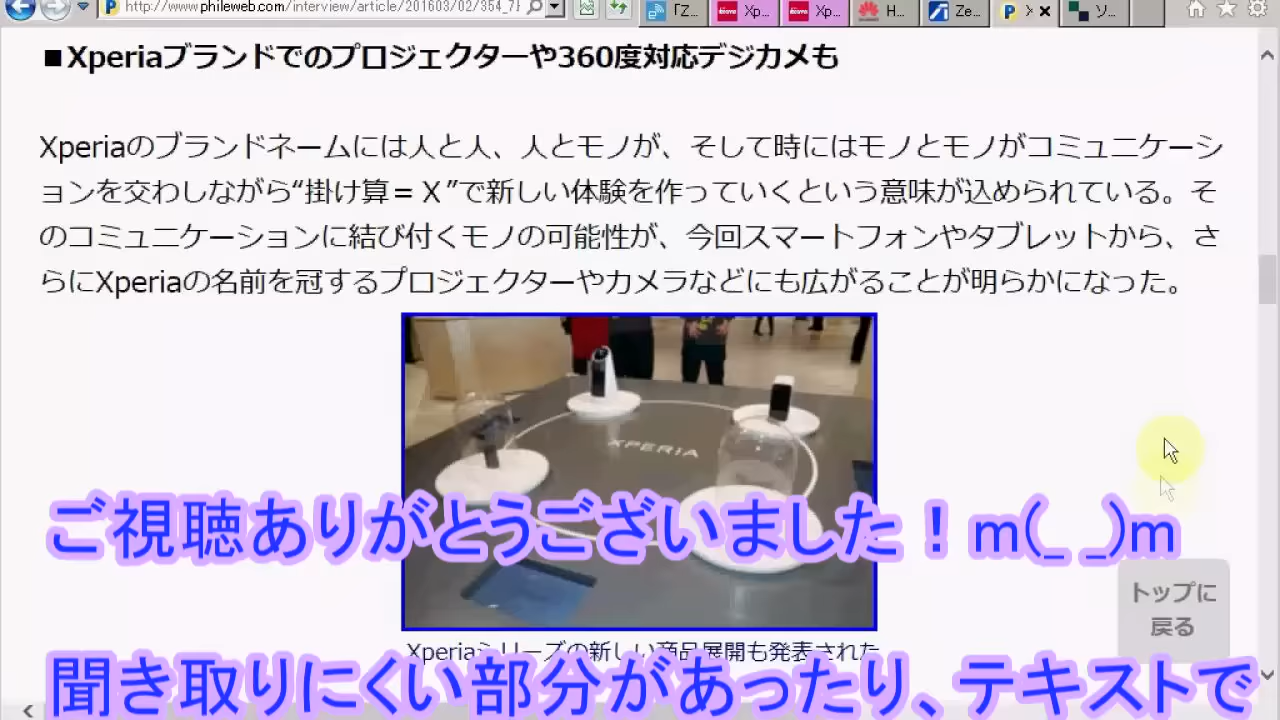 http://www.phileweb.com/interview/article/201603/02/354_
「Z...
Xp...
Xp...
H...
Ze...
ソ...
■Xperiaブランドでのプロジェクターや360度対応デジカメも
Xperiaのブランドネームには人と人、人とモノが、そして時にはモノとモノがコミュニケーシ
ョンを交わしながら“掛け算＝Ｘ”で新しい体験を作っていくという意味が込められている。そ
のコミュニケーションに結び付くモノの可能性が、今回スマートフォンやタブレットから、さ
らにXperiaの名前を冠するプロジェクターやカメラなどにも広がることが明らかになった。
XPERIA
ご視聴ありがとうございました！m(_ _)m
トップに
戻る
Xperiaシリーズの新しい商品展開も発表された
聞き取りにくい部分があったり、テキストで